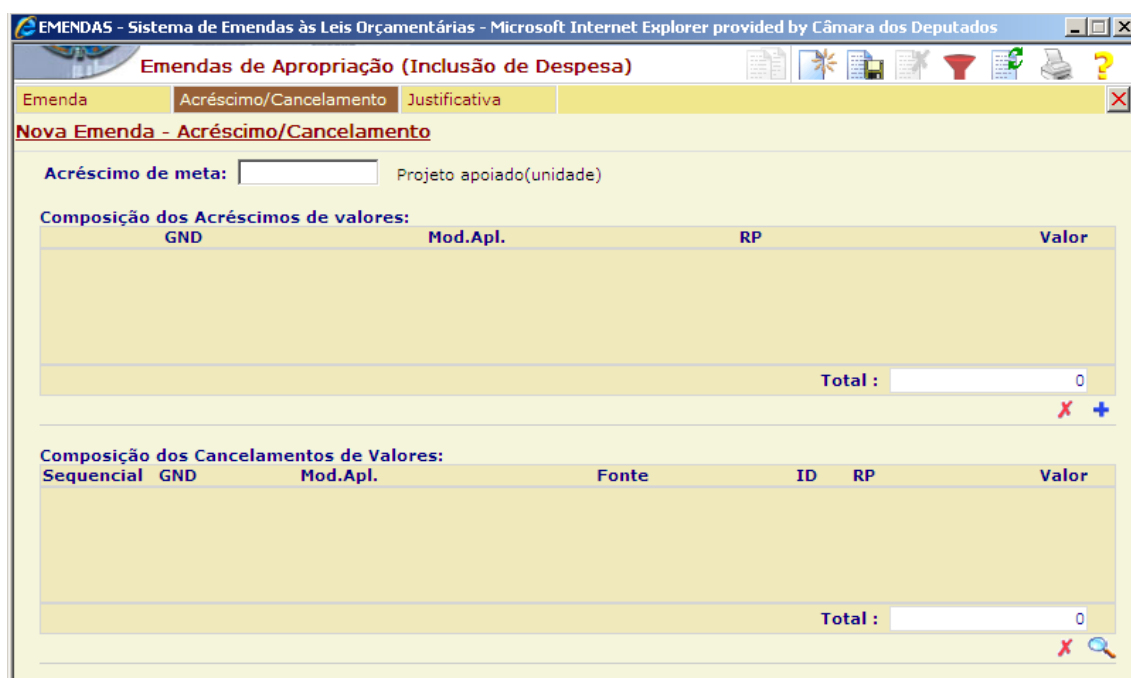 EMENDAS - Sistema de Emendas às Leis Orçamentárias - Microsoft Internet Explorer provided by Câmara dos Deputados
Emendas de Apropriação (Inclusão de Despesa)
Emenda Acréscimo/Cancelamento Justificativa
Nova Emenda - Acréscimo/Cancelamento
Acréscimo de meta: Projeto apoiado(unidade)
Composição dos Acréscimos de valores:
GND Mod.Apl. RP Valor
Total : 0
Composição dos Cancelamentos de Valores:
Sequencial GND Mod.Apl. Fonte ID RP Valor
Total : 0